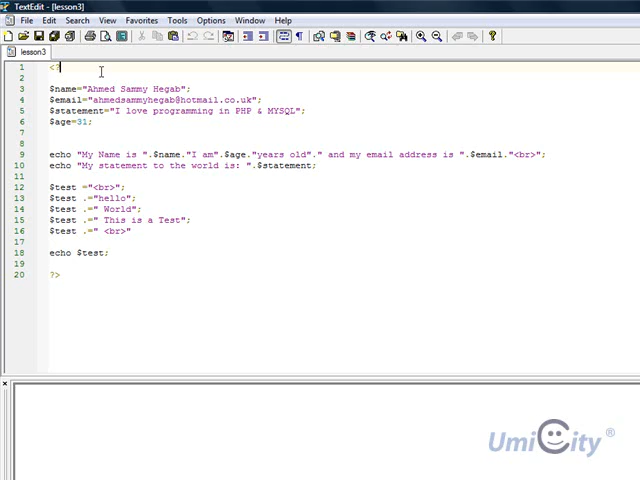 TextEdit - [lesson3]
File Edit Search View Favorites Tools Options Window Help
lesson3
1 <?
2
3 $name="Ahmed Sammy Hegab";
4 $email="ahmedsammyhegab@hotmail.co.uk";
5 $statement="I love programming in PHP & MYSQL";
6 $age=31;
7
8
9 echo "My Name is ".$name."I am".$age."years old"." and my email address is ".$email."<br>";
10 echo "My statement to the world is: ".$statement;
11
12 $test ="<br>";
13 $test .="hello";
14 $test .=" World";
15 $test .=" This is a Test";
16 $test .=" <br>"
17
18 echo $test;
19
20 ?>
UmiCity ®